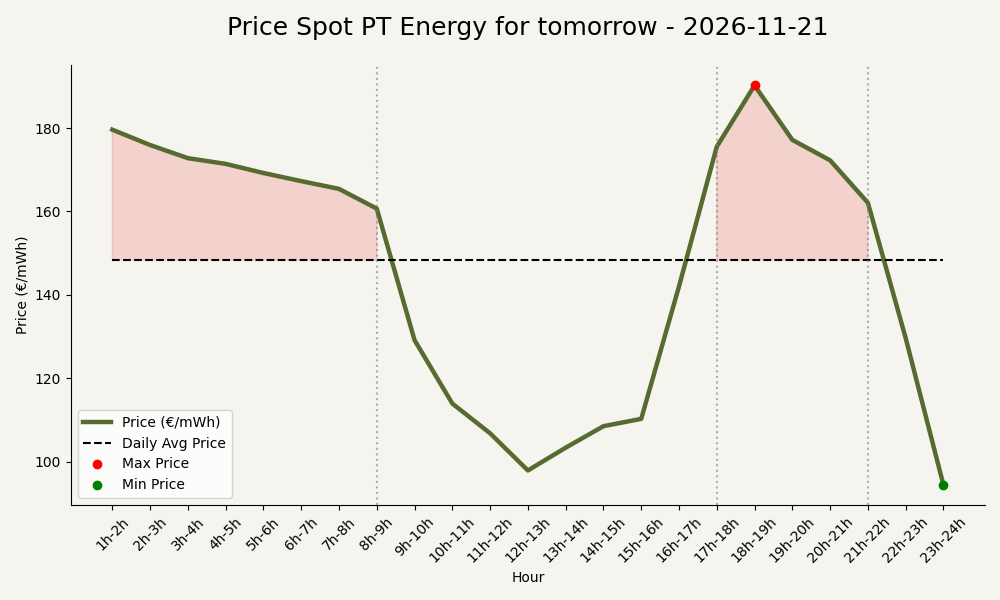 Price Spot PT Energy for tomorrow - 2026-11-21
Price (€/mWh)
180
160
140
120
100
Price (€/mWh)
Daily Avg Price
Max Price
Min Price
1h-2h
2h-3h
3h-4h
4h-5h
5h-6h
6h-7h
7h-8h
8h-9h
9h-10h
10h-11h
11h-12h
12h-13h
13h-14h
14h-15h
15h-16h
16h-17h
17h-18h
18h-19h
19h-20h
20h-21h
21h-22h
22h-23h
23h-24h
Hour